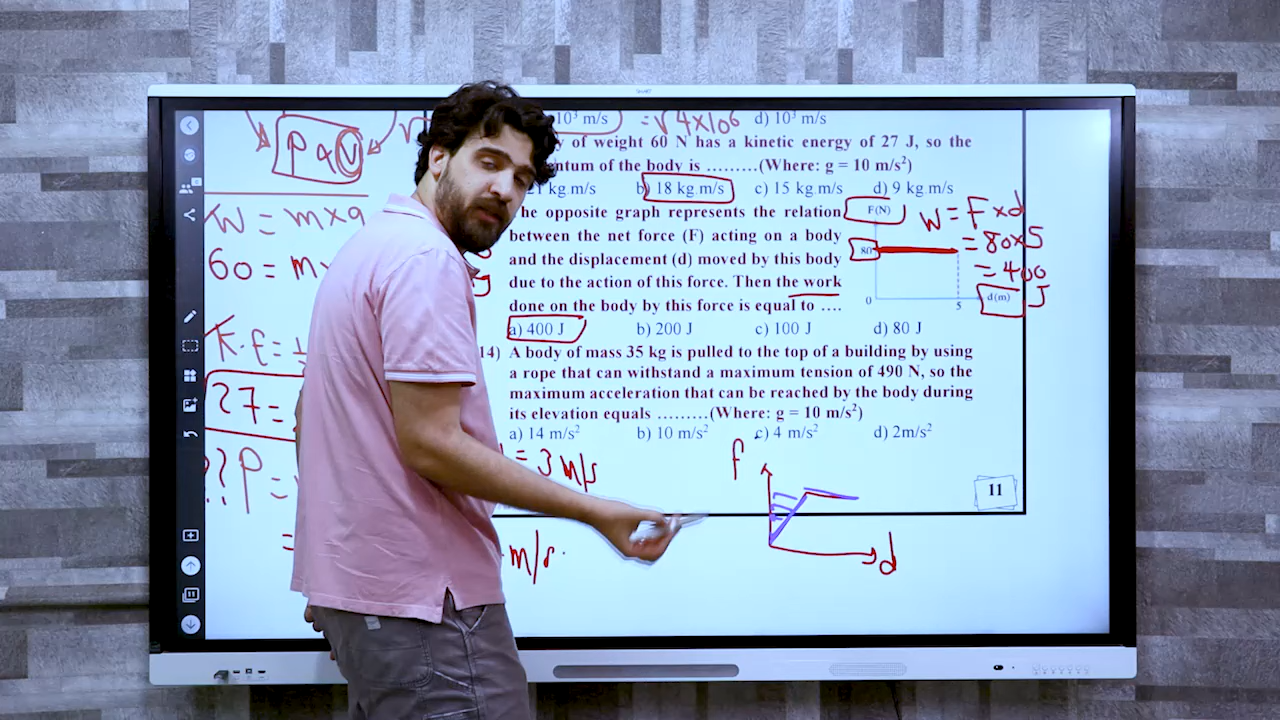 10³ m/s = √4×10⁶ d) 10³ m/s
P & V
of weight 60 N has a kinetic energy of 27 J, so the
of the body is .........(Where: g = 10 m/s²)
kg m/s b) 18 kg.m/s c) 15 kg.m/s d) 9 kg.m/s
W = m×g
60 = m
he opposite graph represents the relation
between the net force (F) acting on a body
and the displacement (d) moved by this body
due to the action of this force. Then the work
done on the body by this force is equal to ....
F(N)
80
0
5
d(m)
W = F×d
= 80×5
= 400
J
a) 400 J b) 200 J c) 100 J d) 80 J
K.E =
27 =
?? P =
=
14) A body of mass 35 kg is pulled to the top of a building by using
a rope that can withstand a maximum tension of 490 N, so the
maximum acceleration that can be reached by the body during
its elevation equals .........(Where: g = 10 m/s²)
a) 14 m/s² b) 10 m/s² c) 4 m/s² d) 2m/s²
= 3 m/s
m/s
f
d
11